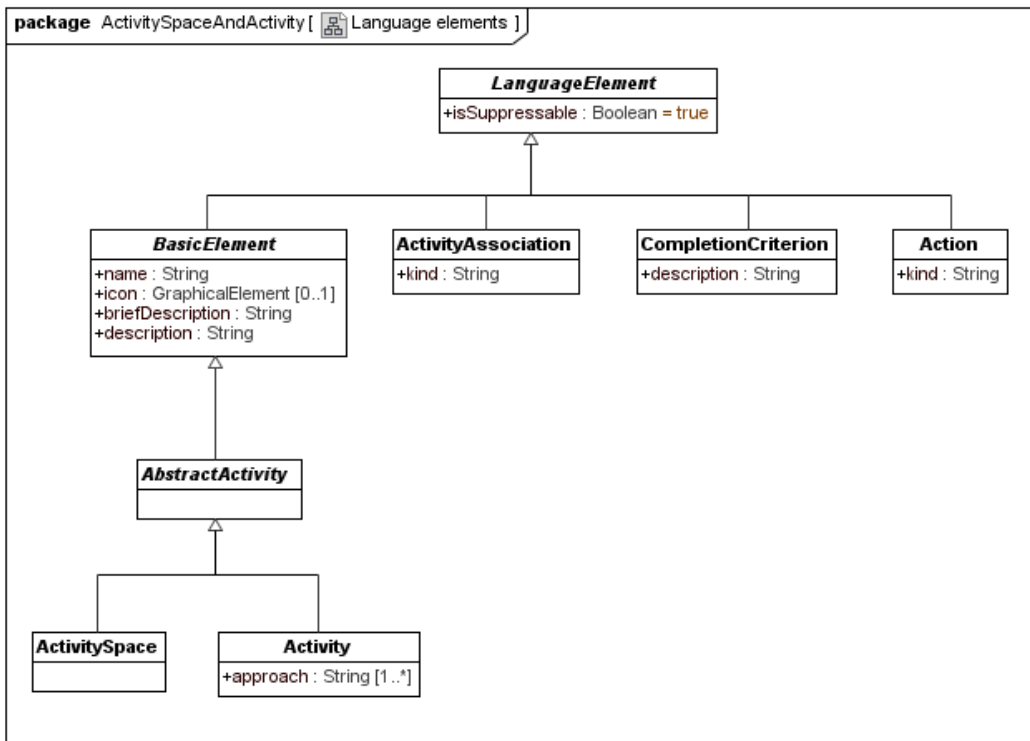 package ActivitySpaceAndActivity [ Language elements ]
LanguageElement
+isSuppressable : Boolean = true
BasicElement
+name : String
+icon : GraphicalElement [0..1]
+briefDescription : String
+description : String
ActivityAssociation
+kind : String
CompletionCriterion
+description : String
Action
+kind : String
AbstractActivity
ActivitySpace
Activity
+approach : String [1..*]